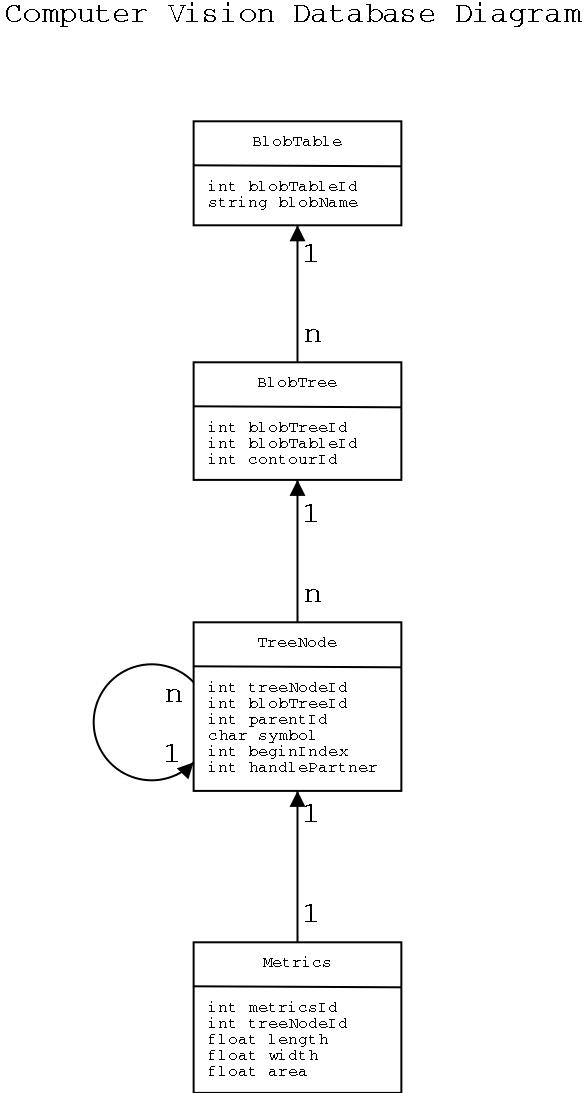 Computer Vision Database Diagram
BlobTable
int blobTableId
string blobName
1
n
BlobTree
int blobTreeId
int blobTableId
int contourId
1
n
TreeNode
int treeNodeId
int blobTreeId
int parentId
char symbol
int beginIndex
int handlePartner
n
1
1
1
Metrics
int metricsId
int treeNodeId
float length
float width
float area